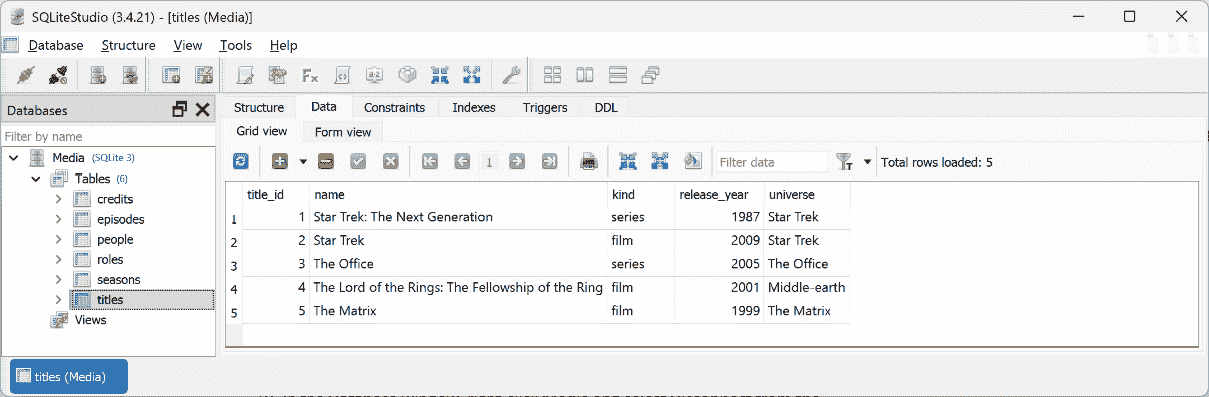 SQLiteStudio (3.4.21) - [titles (Media)]
Database Structure View Tools Help
Databases
Filter by name
Media (SQLite 3)
Tables (6)
credits
episodes
people
roles
seasons
titles
Views
Structure Data Constraints Indexes Triggers DDL
Grid view Form view
1 Filter data Total rows loaded: 5
title_id name kind release_year universe
1 1 Star Trek: The Next Generation series 1987 Star Trek
2 2 Star Trek film 2009 Star Trek
3 3 The Office series 2005 The Office
4 4 The Lord of the Rings: The Fellowship of the Ring film 2001 Middle-earth
5 5 The Matrix film 1999 The Matrix
titles (Media)